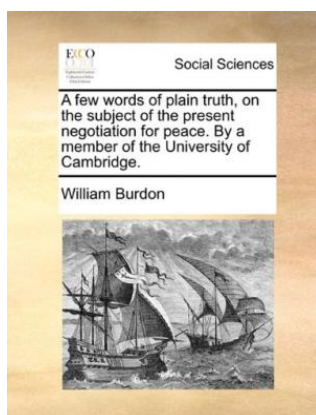 ECCO
Social Sciences
A few words of plain truth, on
the subject of the present
negotiation for peace. By a
member of the University of
Cambridge.
William Burdon